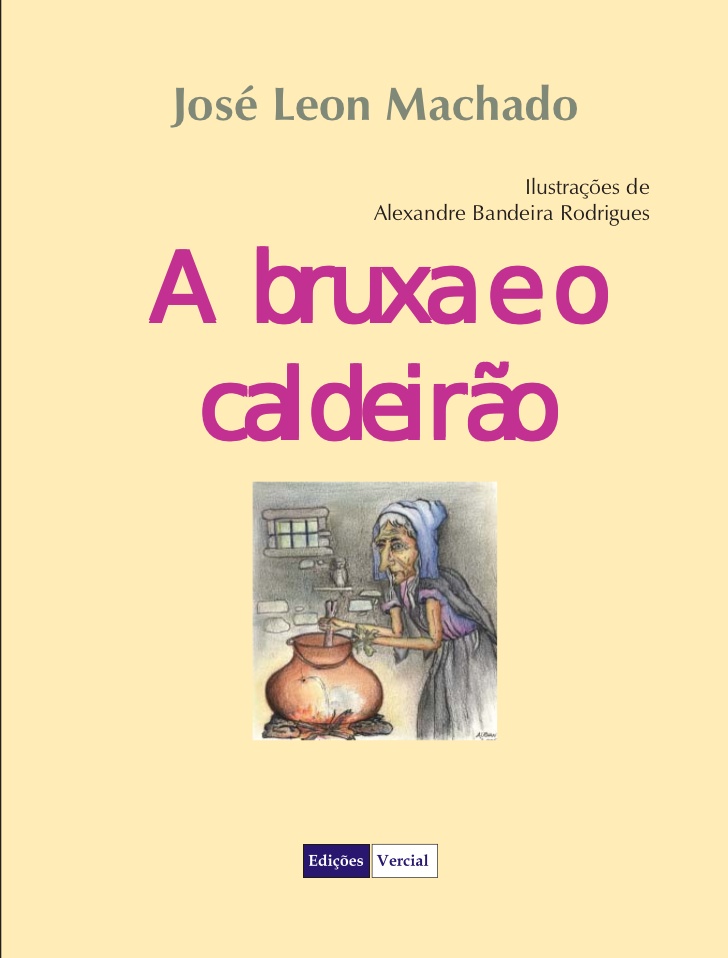 José Leon Machado
Ilustrações de
Alexandre Bandeira Rodrigues
A bruxa e o
caldeirão
Edições Vercial